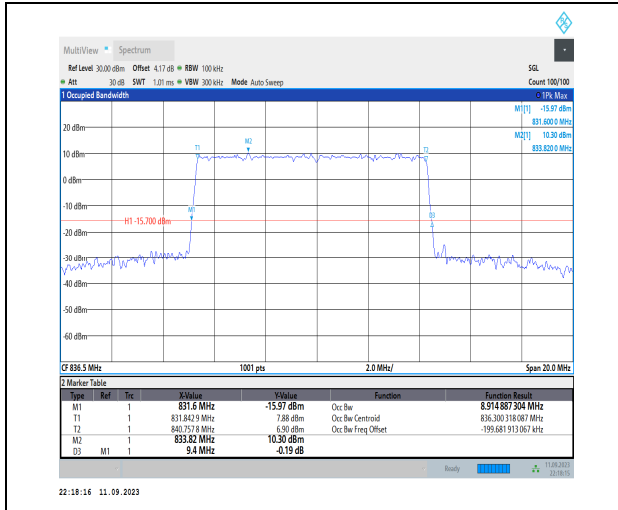 MultiView Spectrum
Ref Level 30.00 dBm Offset 4.17 dB RBW 100 kHz SGL
Att 30 dB SWT 1.01 ms VBW 300 kHz Mode Auto Sweep Count 100/100
1 Occupied Bandwidth 1Pk Max
M1[1] -15.97 dBm
831.600 0 MHz
M2[1] 10.30 dBm
833.820 0 MHz
20 dBm
10 dBm
0 dBm
-10 dBm
-20 dBm
-30 dBm
-40 dBm
-50 dBm
-60 dBm
T1
M2
T2
M1
D3
H1 -15.700 dBm
CF 836.5 MHz 1001 pts 2.0 MHz/ Span 20.0 MHz
2 Marker Table
Type Ref Trc X-Value Y-Value Function Function Result
M1 1 831.6 MHz -15.97 dBm Occ Bw 8.914 887 304 MHz
T1 1 831.842 9 MHz 7.88 dBm Occ Bw Centroid 836.300 318 087 MHz
T2 1 840.757 8 MHz 6.90 dBm Occ Bw Freq Offset -199.681 913 067 kHz
M2 1 833.82 MHz 10.30 dBm
D3 M1 1 9.4 MHz -0.19 dB
Ready 11.09.2023
22:18:15
22:18:16 11.09.2023